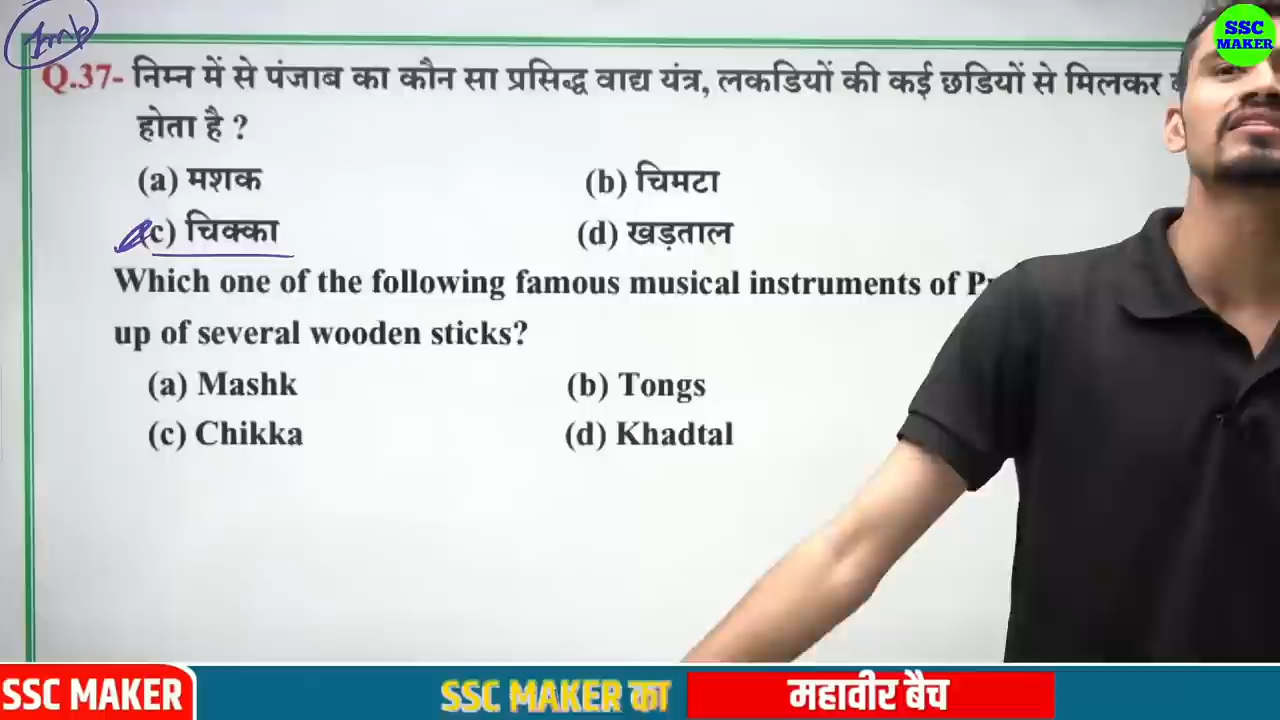 Imp
SSC
MAKER
Q.37- निम्न में से पंजाब का कौन सा प्रसिद्ध वाद्य यंत्र, लकडियों की कई छडियों से मिलकर
होता है ?
(a) मशक (b) चिमटा
(c) चिक्का (d) खड़ताल
Which one of the following famous musical instruments of
up of several wooden sticks?
(a) Mashk (b) Tongs
(c) Chikka (d) Khadtal
SSC MAKER SSC MAKER का महावीर बैच